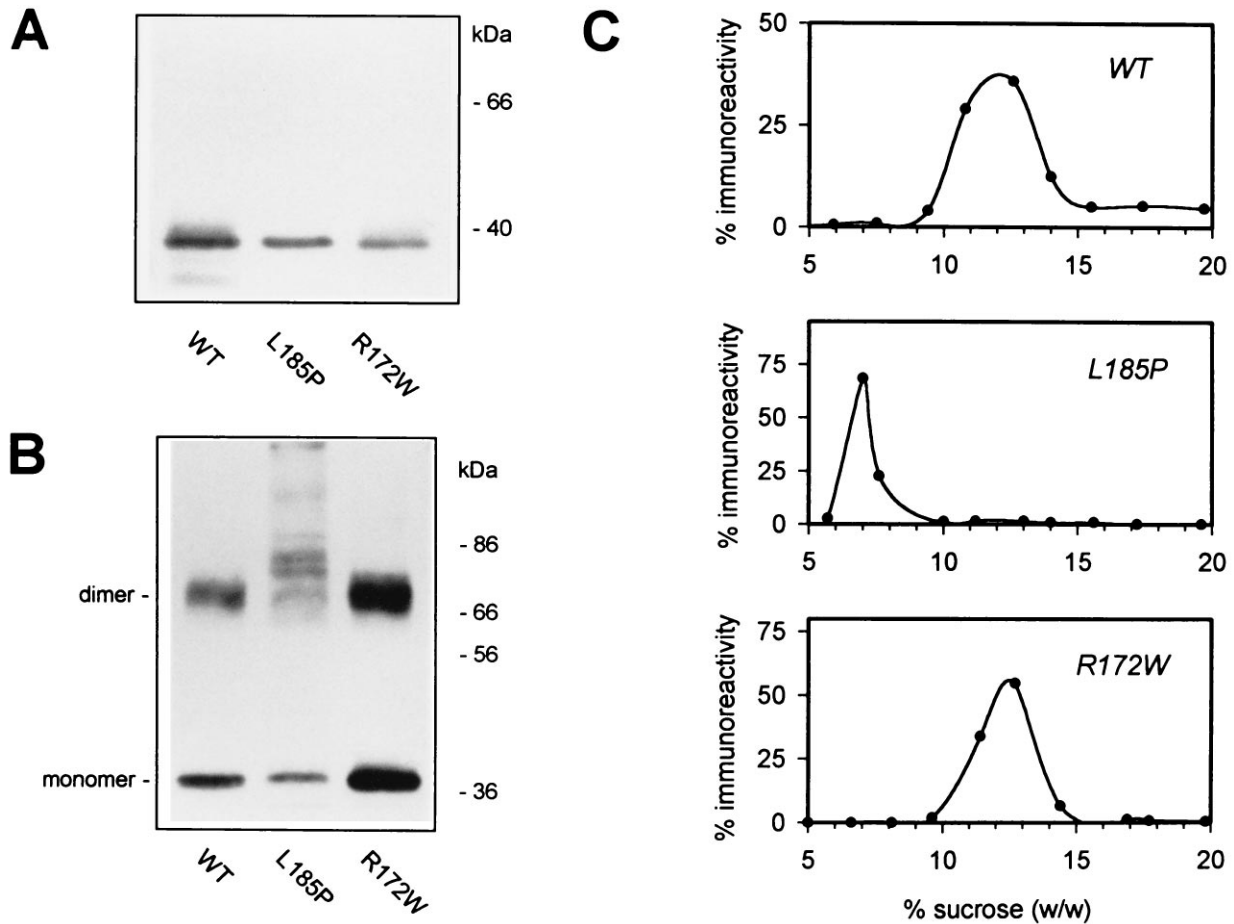 A
kDa
- 66
- 40
WT
L185P
R172W
B
kDa
- 86
dimer -
- 66
- 56
monomer -
- 36
WT
L185P
R172W
C
% immunoreactivity
50
25
0
WT
5 10 15 20
% immunoreactivity
75
50
25
0
L185P
5 10 15 20
% immunoreactivity
75
50
25
0
R172W
5 10 15 20
% sucrose (w/w)